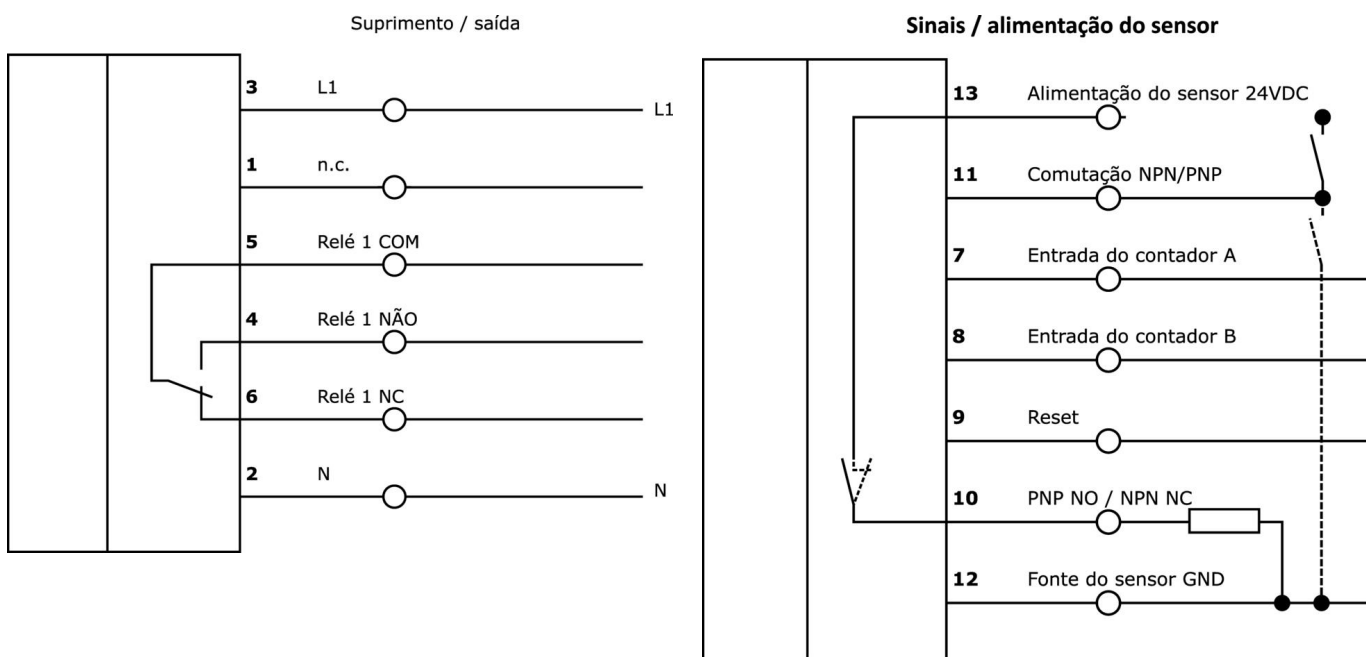 Suprimento / saída
3 L1
L1
1 n.c.
5 Relé 1 COM
4 Relé 1 NÃO
6 Relé 1 NC
2 N
N
Sinais / alimentação do sensor
13 Alimentação do sensor 24VDC
11 Comutação NPN/PNP
7 Entrada do contador A
8 Entrada do contador B
9 Reset
10 PNP NO / NPN NC
12 Fonte do sensor GND